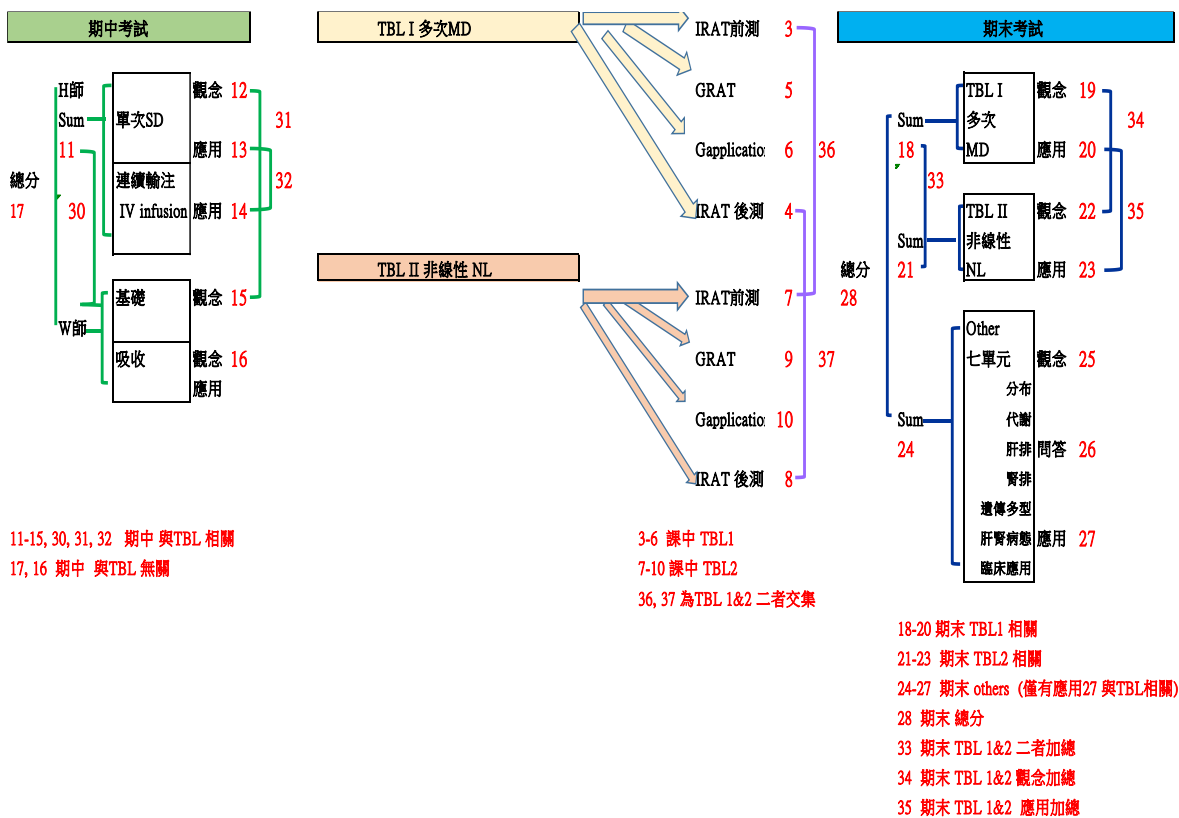 期中考試
H師
Sum
11
總分
17
30
單次SD
觀念 12
應用 13
31
連續輸注
IV infusion
應用 14
32
W師
基礎
觀念 15
吸收
觀念 16
應用
11-15, 30, 31, 32 期中 與TBL 相關
17, 16 期中 與TBL 無關
TBL I 多次MD
IRAT前測 3
GRAT 5
Gapplication 6
IRAT 後測 4
36
TBL II 非線性 NL
IRAT前測 7
GRAT 9
Gapplication 10
IRAT 後測 8
37
3-6 課中 TBL1
7-10 課中 TBL2
36, 37 為TBL 1&2 二者交集
期末考試
總分
28
Sum
18
33
TBL I
多次
MD
觀念 19
應用 20
34
Sum
21
TBL II
非線性
NL
觀念 22
應用 23
35
Sum
24
Other
七單元
觀念 25
分布
代謝
肝排
問答 26
腎排
遺傳多型
肝腎病態
應用 27
臨床應用
18-20 期末 TBL1 相關
21-23 期末 TBL2 相關
24-27 期末 others (僅有應用27 與TBL相關)
28 期末 總分
33 期末 TBL 1&2 二者加總
34 期末 TBL 1&2 觀念加總
35 期末 TBL 1&2 應用加總